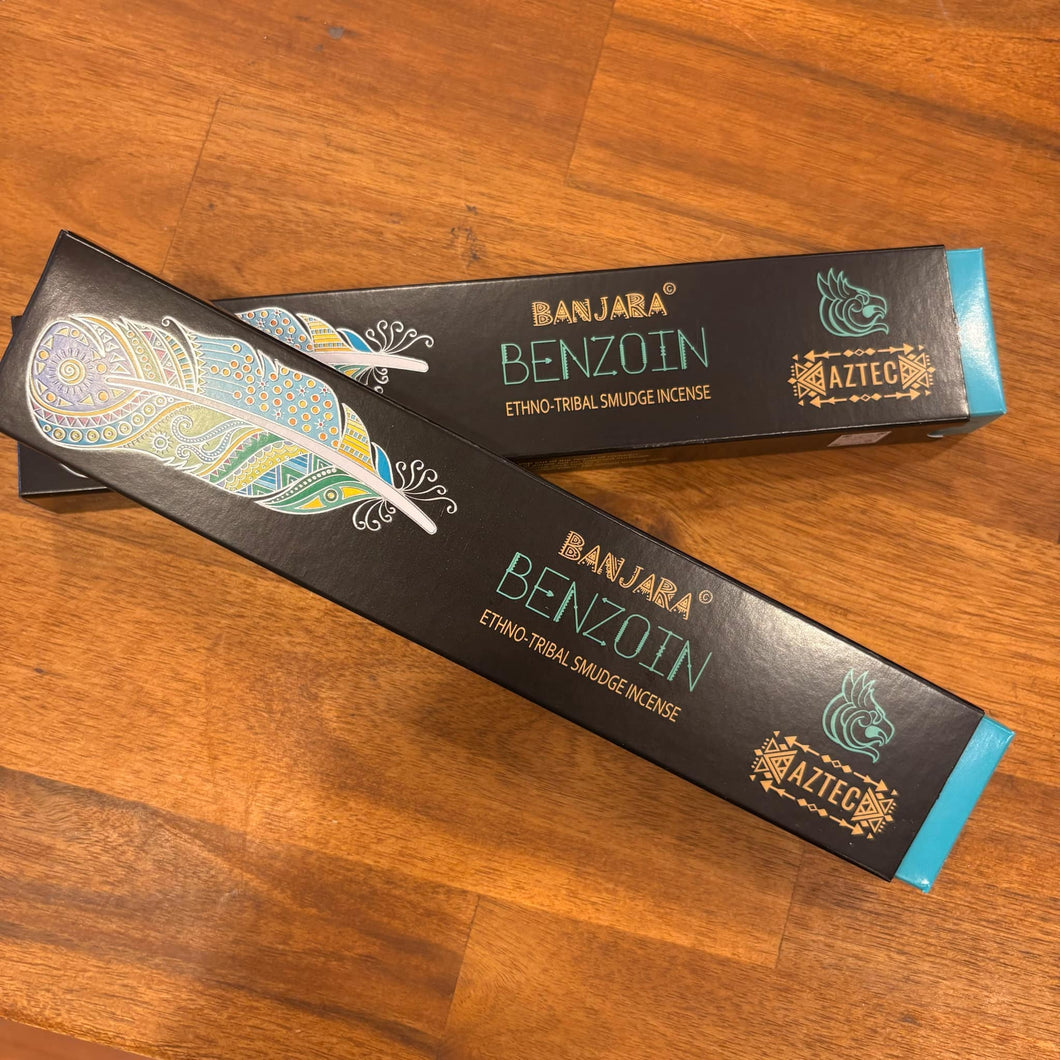 BANJARA©
BENZOIN
ETHNO-TRIBAL SMUDGE INCENSE
AZTEC
BANJARA©
BENZOIN
ETHNO-TRIBAL SMUDGE INCENSE
AZTEC